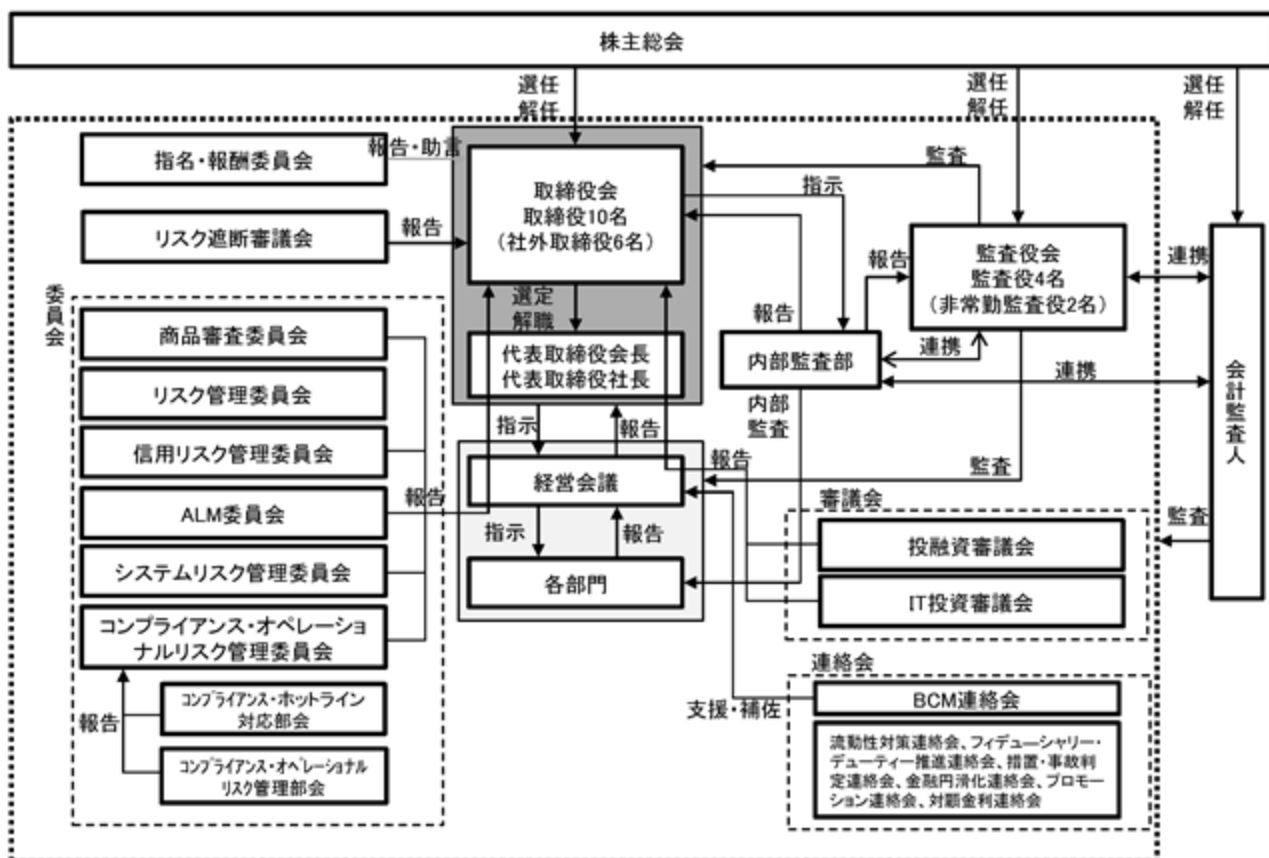 株主総会
選任
解任
選任
解任
選任
解任
指名・報酬委員会
報告・助言
リスク遮断審議会
報告
取締役会
取締役10名
（社外取締役6名）
選定
解職
代表取締役会長
代表取締役社長
監査
指示
報告
監査役会
監査役4名
（非常勤監査役2名）
連携
報告
内部監査部
連携
連携
内部
監査
会計監査人
監査
委員会
商品審査委員会
リスク管理委員会
信用リスク管理委員会
ALM委員会
報告
システムリスク管理委員会
コンプライアンス・オペレーショ
ナルリスク管理委員会
報告
コンプライアンス・ホットライン
対応部会
コンプライアンス・オペレーショナル
リスク管理部会
指示
報告
経営会議
指示
報告
各部門
報告
監査
審議会
投融資審議会
IT投資審議会
連絡会
支援・補佐
BCM連絡会
流動性対策連絡会、フィデューシャリー・
デューティー推進連絡会、措置・事故判
定連絡会、金融円滑化連絡会、プロモ
ーション連絡会、対顧金利連絡会